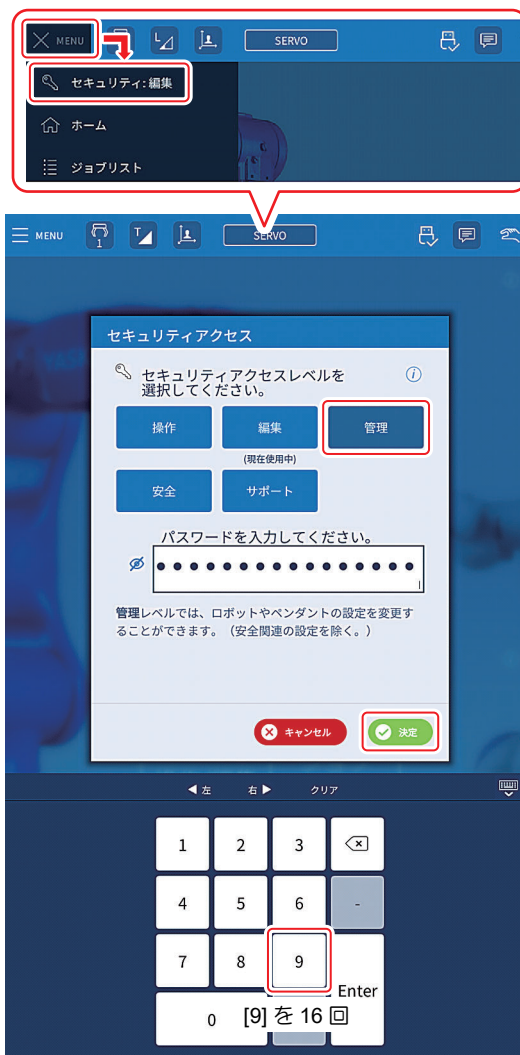 MENU
SERVO
セキュリティ:編集
ホーム
ジョブリスト
MENU
1
T
SERVO
セキュリティアクセス
セキュリティアクセスレベルを
選択してください。
操作
編集
管理
(現在使用中)
安全
サポート
パスワードを入力してください。
管理レベルでは、ロボットやペンダントの設定を変更す
ることができます。(安全関連の設定を除く。)
キャンセル
決定
左
右
クリア
1
2
3
4
5
6
-
7
8
9
Enter
0
[9] を 16 回